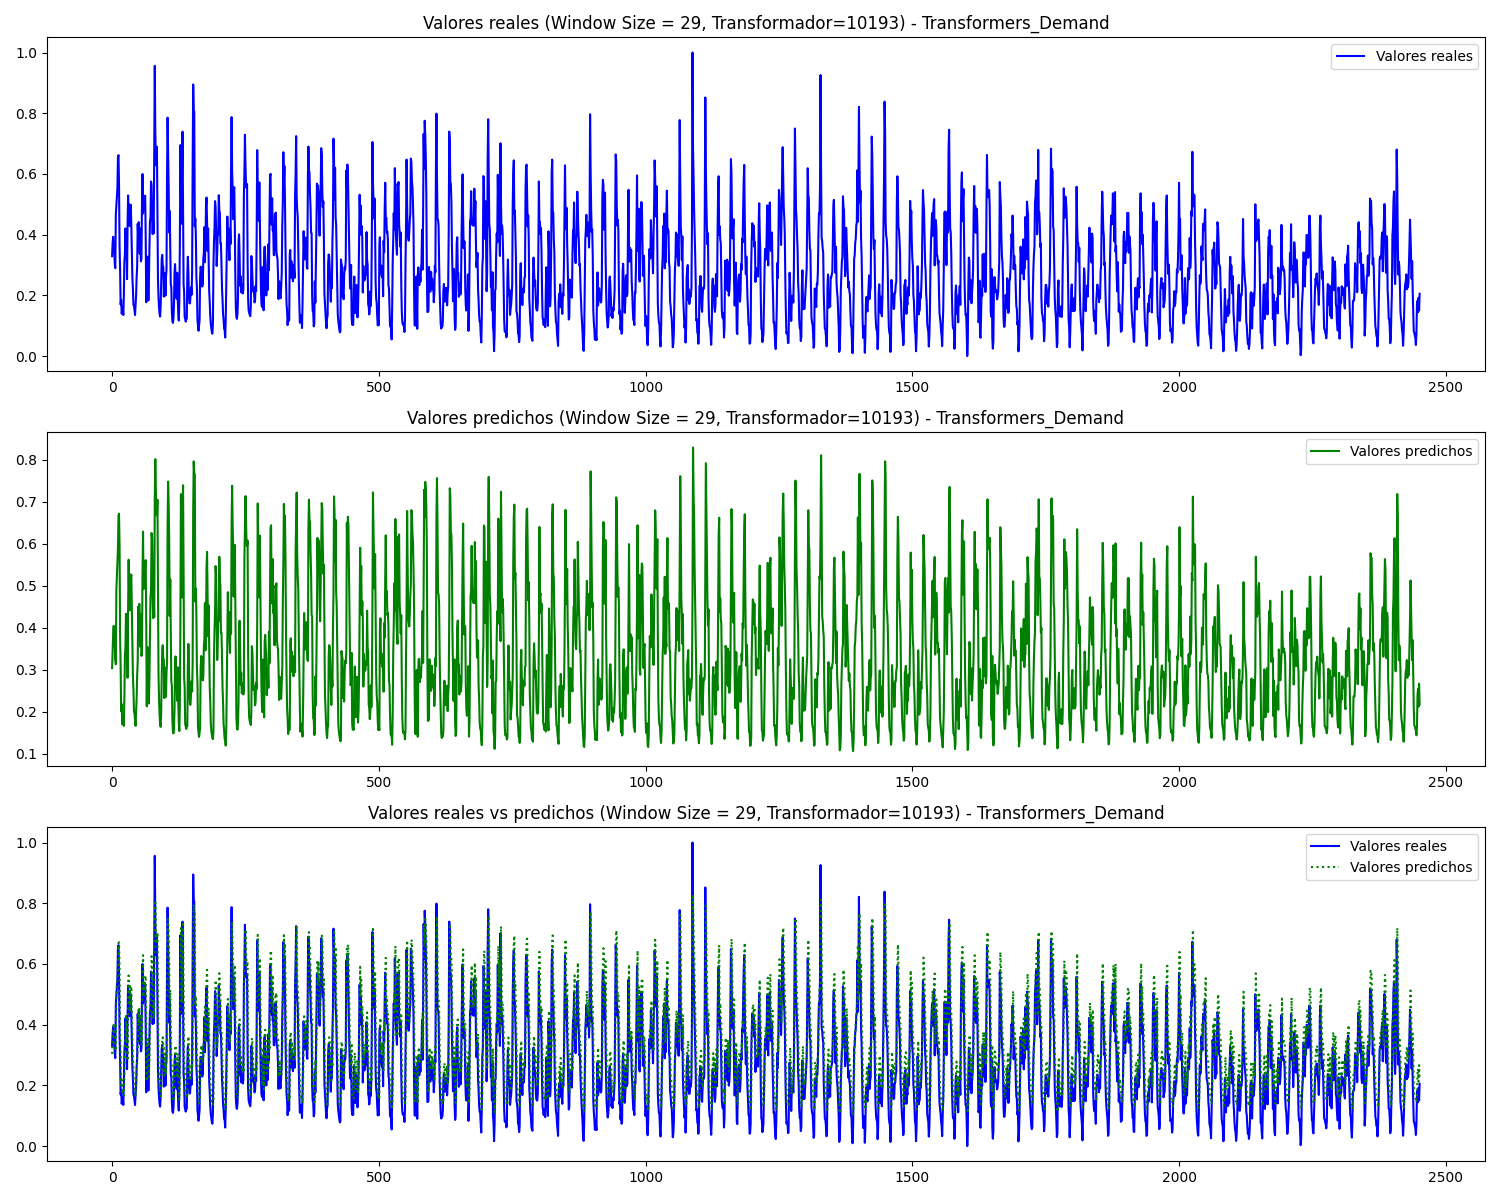 Valores reales (Window Size = 29, Transformador=10193) - Transformers_Demand
Valores reales
1.0
0.8
0.6
0.4
0.2
0.0
0 500 1000 1500 2000 2500
Valores predichos (Window Size = 29, Transformador=10193) - Transformers_Demand
Valores predichos
0.8
0.7
0.6
0.5
0.4
0.3
0.2
0.1
0 500 1000 1500 2000 2500
Valores reales vs predichos (Window Size = 29, Transformador=10193) - Transformers_Demand
Valores reales
Valores predichos
1.0
0.8
0.6
0.4
0.2
0.0
0 500 1000 1500 2000 2500